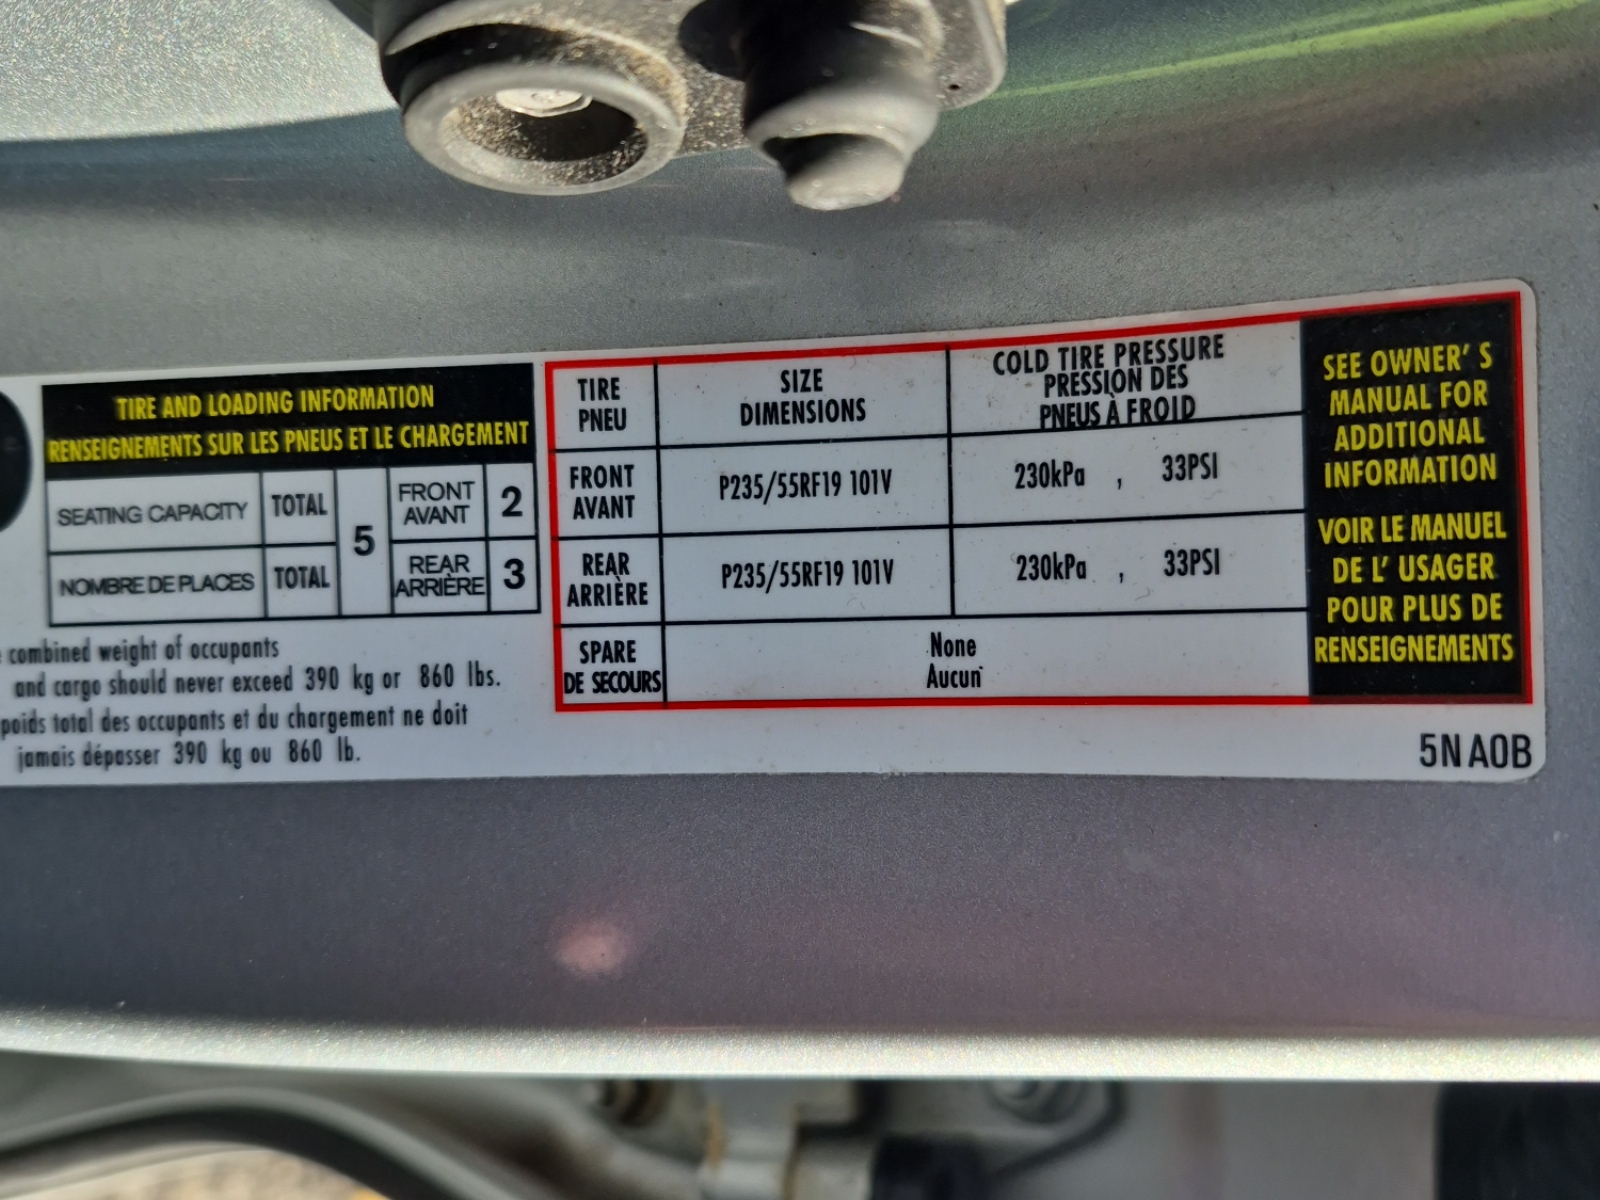 TIRE AND LOADING INFORMATION
RENSEIGNEMENTS SUR LES PNEUS ET LE CHARGEMENT
SEATING CAPACITY TOTAL 5 FRONT AVANT 2
NOMBRE DE PLACES TOTAL REAR ARRIÈRE 3
combined weight of occupants
and cargo should never exceed 390 kg or 860 lbs.
poids total des occupants et du chargement ne doit
jamais dépasser 390 kg ou 860 lb.
TIRE PNEU
SIZE DIMENSIONS
COLD TIRE PRESSURE
PRESSION DES
PNEUS À FROID
FRONT AVANT P235/55RF19 101V 230kPa , 33PSI
REAR ARRIÈRE P235/55RF19 101V 230kPa , 33PSI
SPARE DE SECOURS None Aucun
SEE OWNER' S
MANUAL FOR
ADDITIONAL
INFORMATION
VOIR LE MANUEL
DE L' USAGER
POUR PLUS DE
RENSEIGNEMENTS
5NA0B